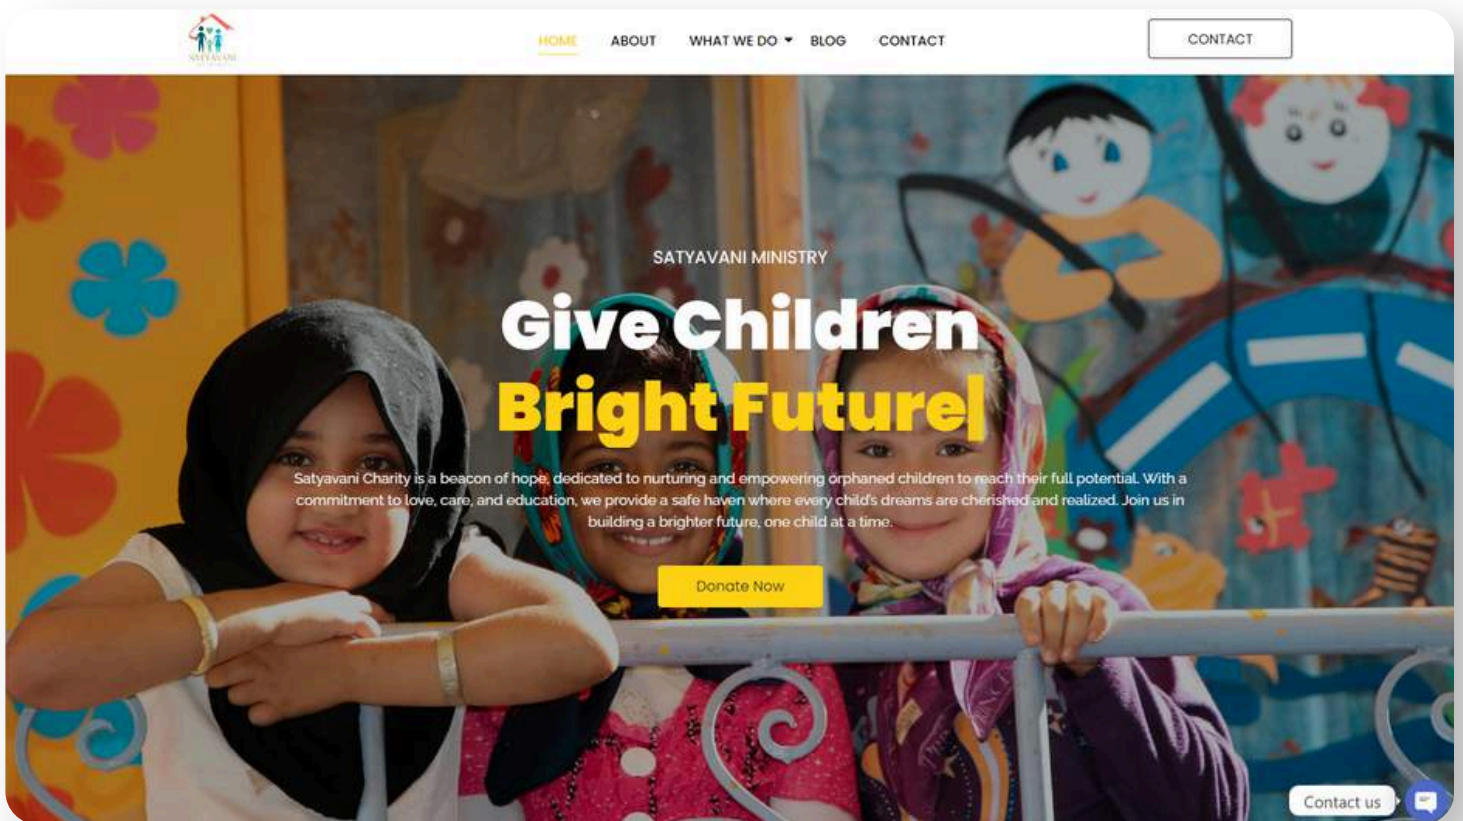 SATYAVANI
HOME
ABOUT
WHAT WE DO
BLOG
CONTACT
CONTACT
SATYAVANI MINISTRY
Give Children
Bright Future|
Satyavani Charity is a beacon of hope, dedicated to nurturing and empowering orphaned children to reach their full potential. With a
commitment to love, care, and education, we provide a safe haven where every child's dreams are cherished and realized. Join us in
building a brighter future, one child at a time.
Donate Now
Contact us